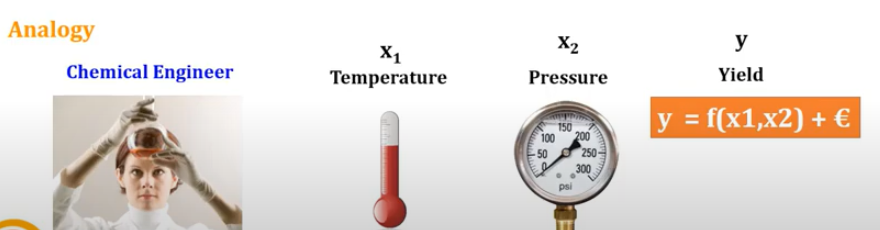 Analogy
Chemical Engineer
x₁
Temperature
x₂
Pressure
y
Yield
y = f(x1,x2) + €
150
100 200
50 250
0 300
psi